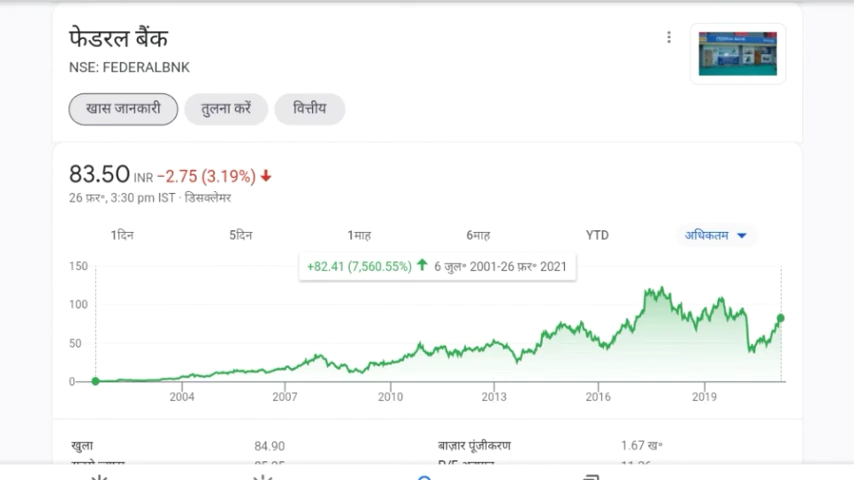 फेडरल बैंक
NSE: FEDERALBNK
खास जानकारी तुलना करें वित्तीय
83.50 INR −2.75 (3.19%)
26 फ़र॰, 3:30 pm IST · डिसक्लेमर
1दिन 5दिन 1माह 6माह YTD अधिकतम
+82.41 (7,560.55%) 6 जुल॰ 2001-26 फ़र॰ 2021
150
100
50
0
2004 2007 2010 2013 2016 2019
खुला 84.90 बाज़ार पूंजीकरण 1.67 ख॰